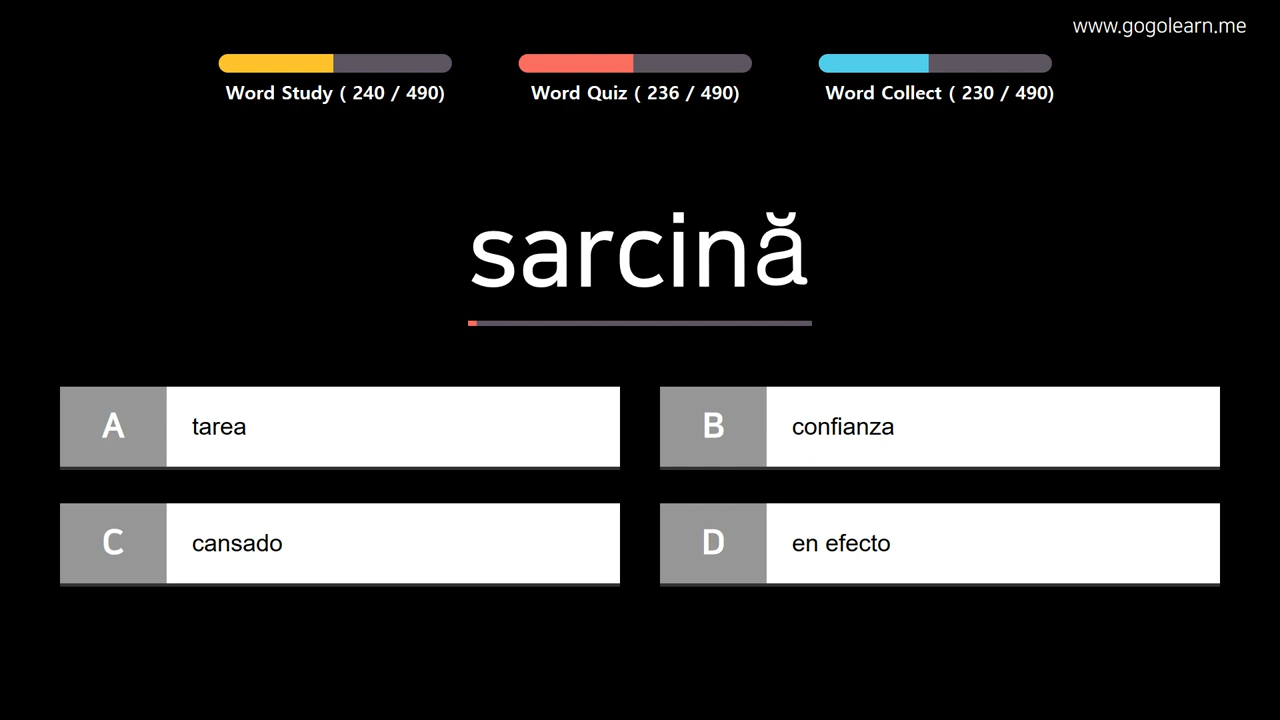 www.gogolearn.me
Word Study ( 240 / 490)
Word Quiz ( 236 / 490)
Word Collect ( 230 / 490)
sarcină
A tarea
B confianza
C cansado
D en efecto